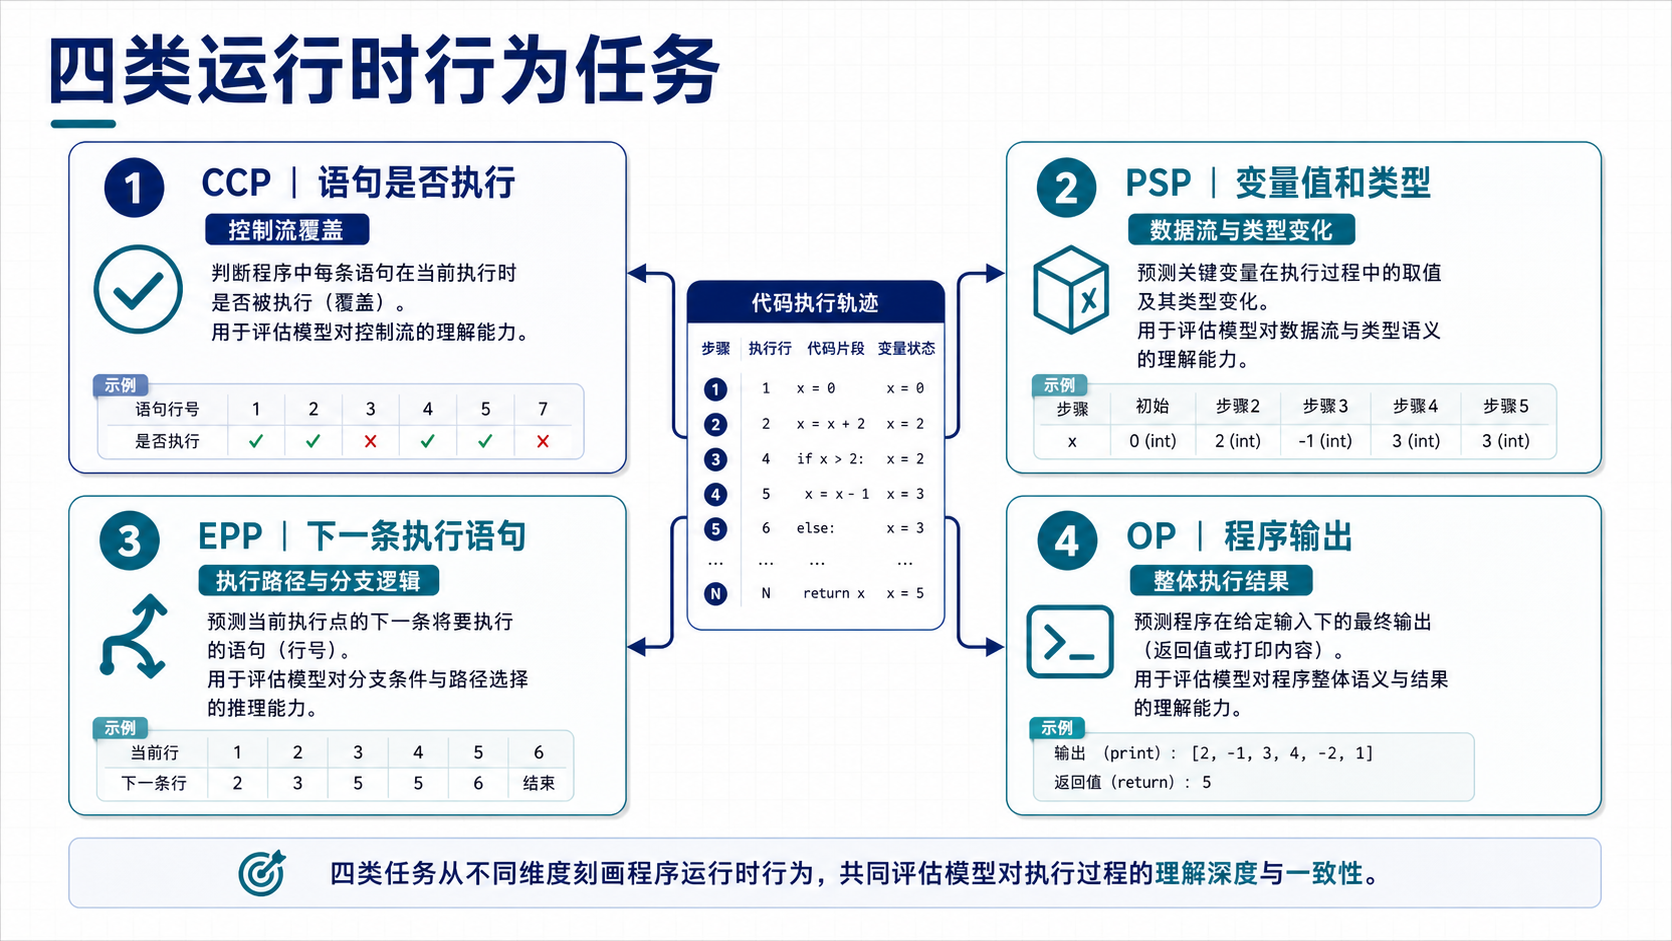 四类运行时行为任务
1
CCP | 语句是否执行
控制流覆盖
判断程序中每条语句在当前执行时
是否被执行（覆盖）。
用于评估模型对控制流的理解能力。
示例
语句行号 1 2 3 4 5 7
是否执行 ✓ ✓ ✗ ✓ ✓ ✗
2
PSP | 变量值和类型
数据流与类型变化
x
预测关键变量在执行过程中的取值
及其类型变化。
用于评估模型对数据流与类型语义
的理解能力。
示例
步骤 初始 步骤2 步骤3 步骤4 步骤5
x 0 (int) 2 (int) -1 (int) 3 (int) 3 (int)
代码执行轨迹
步骤 执行行 代码片段 变量状态
1 1 x = 0 x = 0
2 2 x = x + 2 x = 2
3 4 if x > 2: x = 2
4 5 x = x - 1 x = 3
5 6 else: x = 3
... ... ... ...
N N return x x = 5
3
EPP | 下一条执行语句
执行路径与分支逻辑
预测当前执行点的下一条将要执行
的语句（行号）。
用于评估模型对分支条件与路径选择
的推理能力。
示例
当前行 1 2 3 4 5 6
下一条行 2 3 5 5 6 结束
4
OP | 程序输出
整体执行结果
预测程序在给定输入下的最终输出
（返回值或打印内容）。
用于评估模型对程序整体语义与结果
的理解能力。
示例
输出 （print）: [2, -1, 3, 4, -2, 1]
返回值（return）: 5
四类任务从不同维度刻画程序运行时行为，共同评估模型对执行过程的理解深度与一致性。